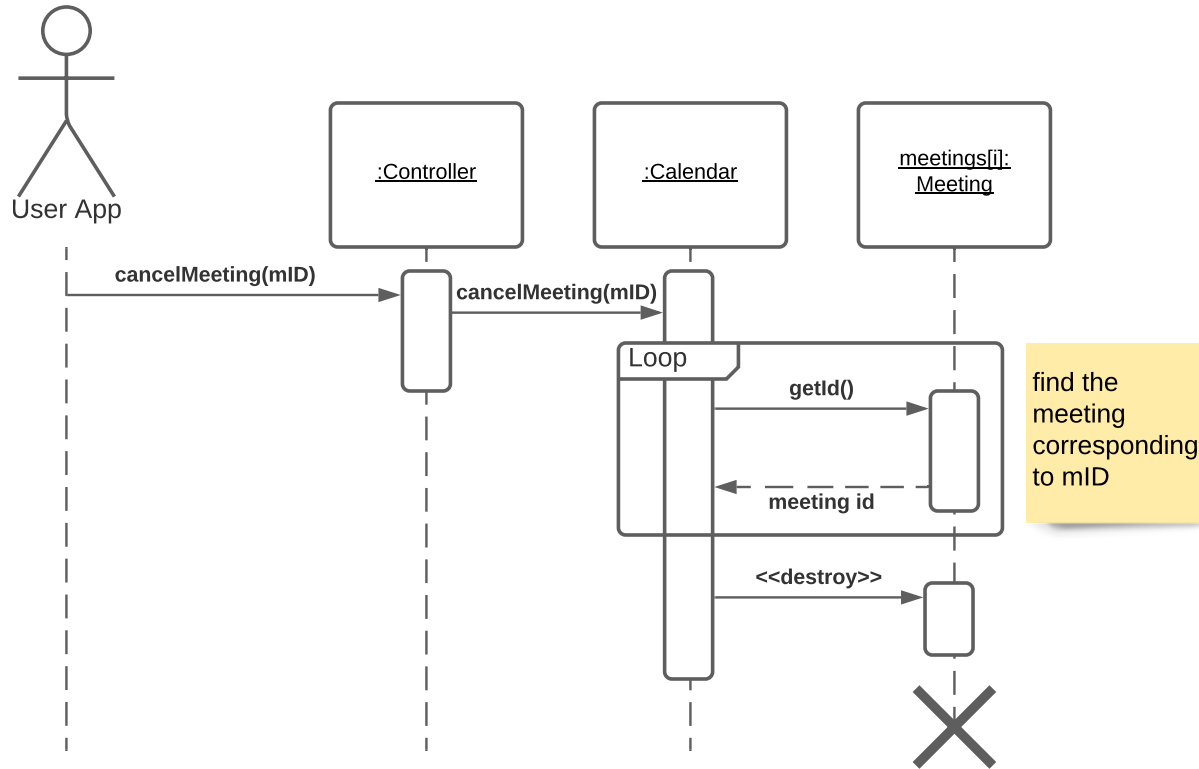 User App
:Controller
:Calendar
meetings[i]:
Meeting
cancelMeeting(mID)
cancelMeeting(mID)
Loop
getId()
meeting id
find the
meeting
corresponding
to mID
<<destroy>>